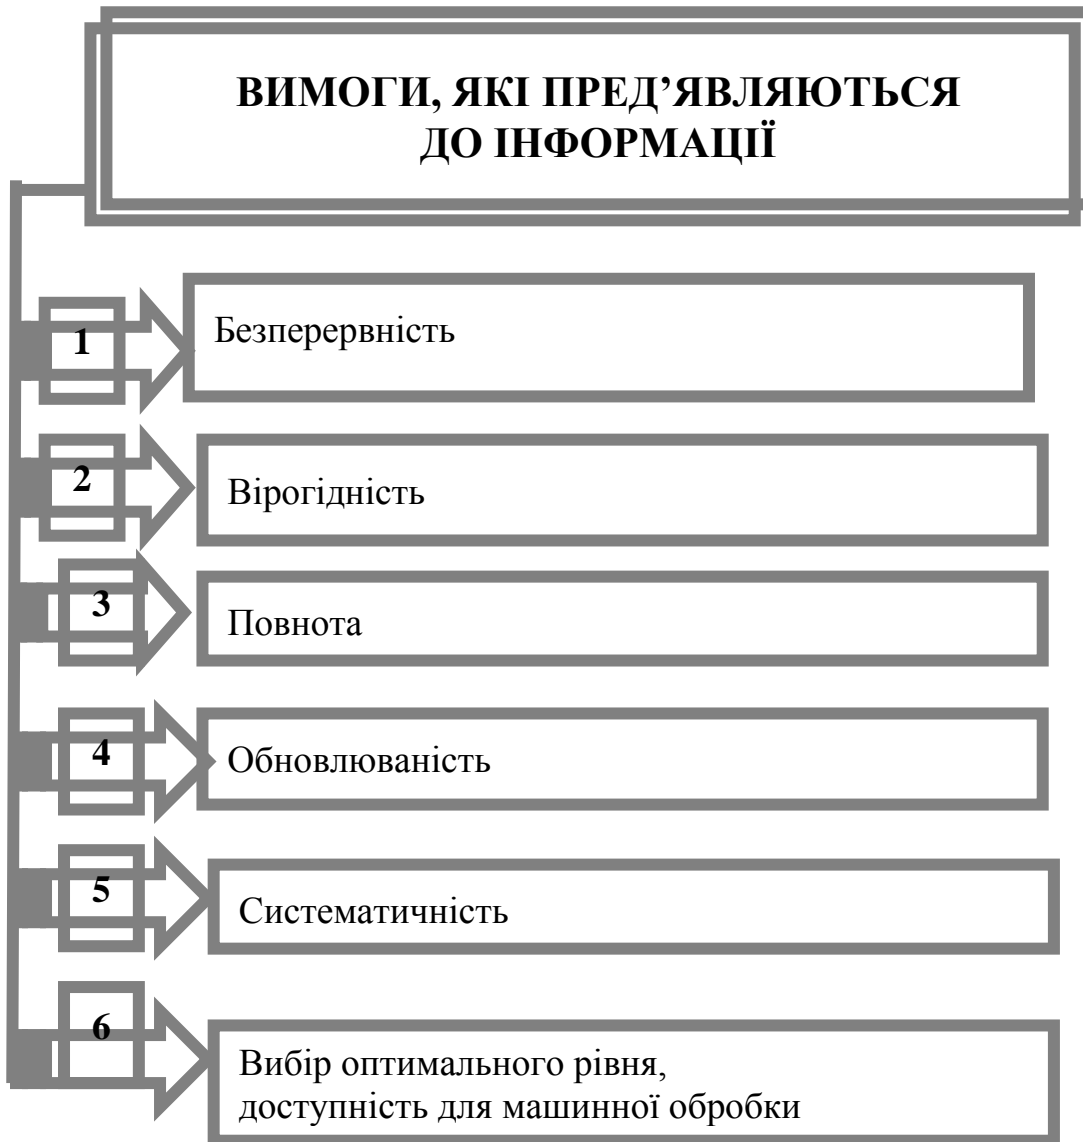 ВИМОГИ, ЯКІ ПРЕД’ЯВЛЯЮТЬСЯ
ДО ІНФОРМАЦІЇ
1
Безперервність
2
Вірогідність
3
Повнота
4
Обновлюваність
5
Систематичність
6
Вибір оптимального рівня,
доступність для машинної обробки